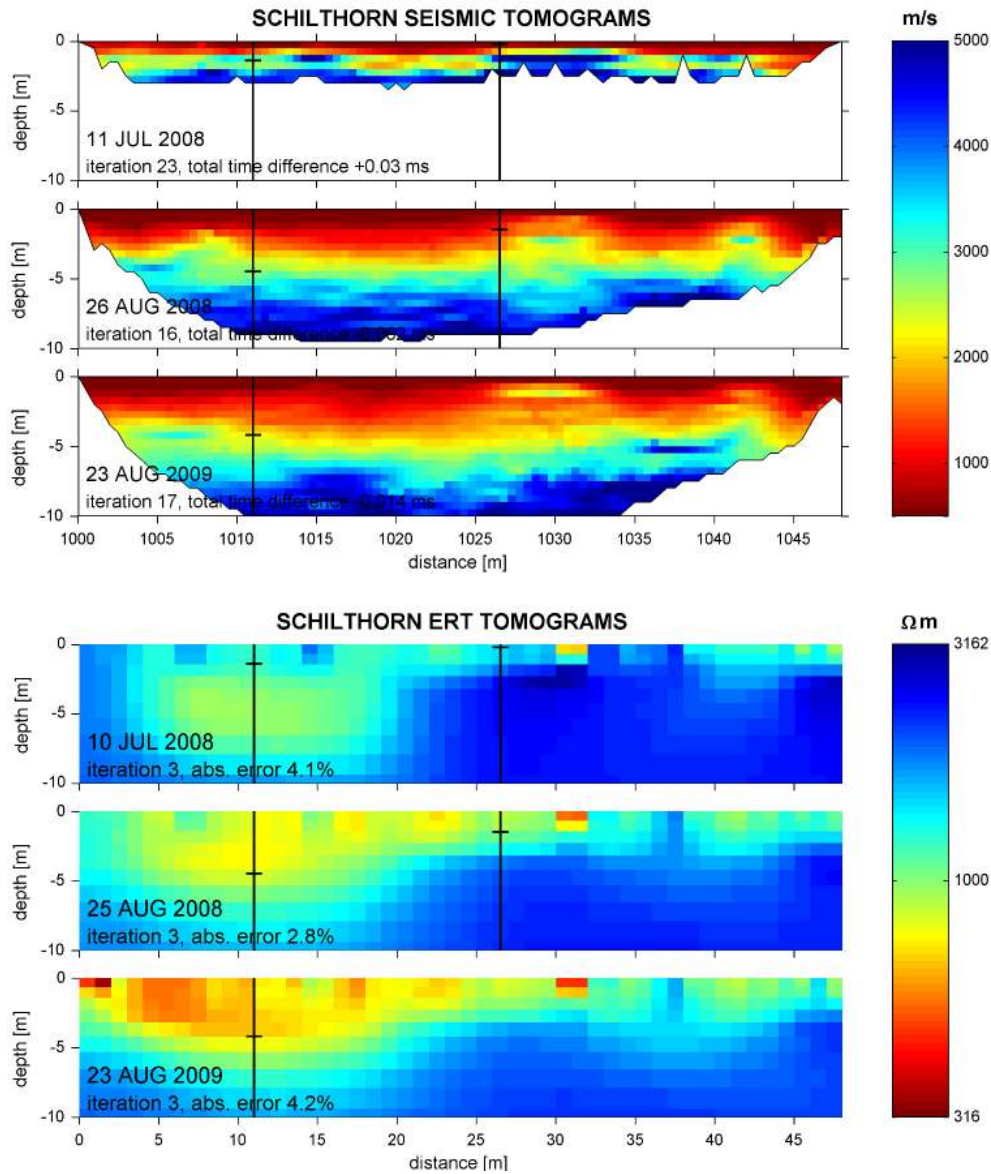 SCHILTHORN SEISMIC TOMOGRAMS
m/s
0
-5
-10
depth [m]
11 JUL 2008
iteration 23, total time difference +0.03 ms
0
-5
-10
depth [m]
26 AUG 2008
iteration 16, total time difference ms
0
-5
-10
depth [m]
23 AUG 2009
iteration 17, total time difference -0.014 ms
1000 1005 1010 1015 1020 1025 1030 1035 1040 1045
distance [m]
5000
4000
3000
2000
1000
SCHILTHORN ERT TOMOGRAMS
Ωm
0
-5
-10
depth [m]
10 JUL 2008
iteration 3, abs. error 4.1%
0
-5
-10
depth [m]
25 AUG 2008
iteration 3, abs. error 2.8%
0
-5
-10
depth [m]
23 AUG 2009
iteration 3, abs. error 4.2%
0 5 10 15 20 25 30 35 40 45
distance [m]
3162
1000
316